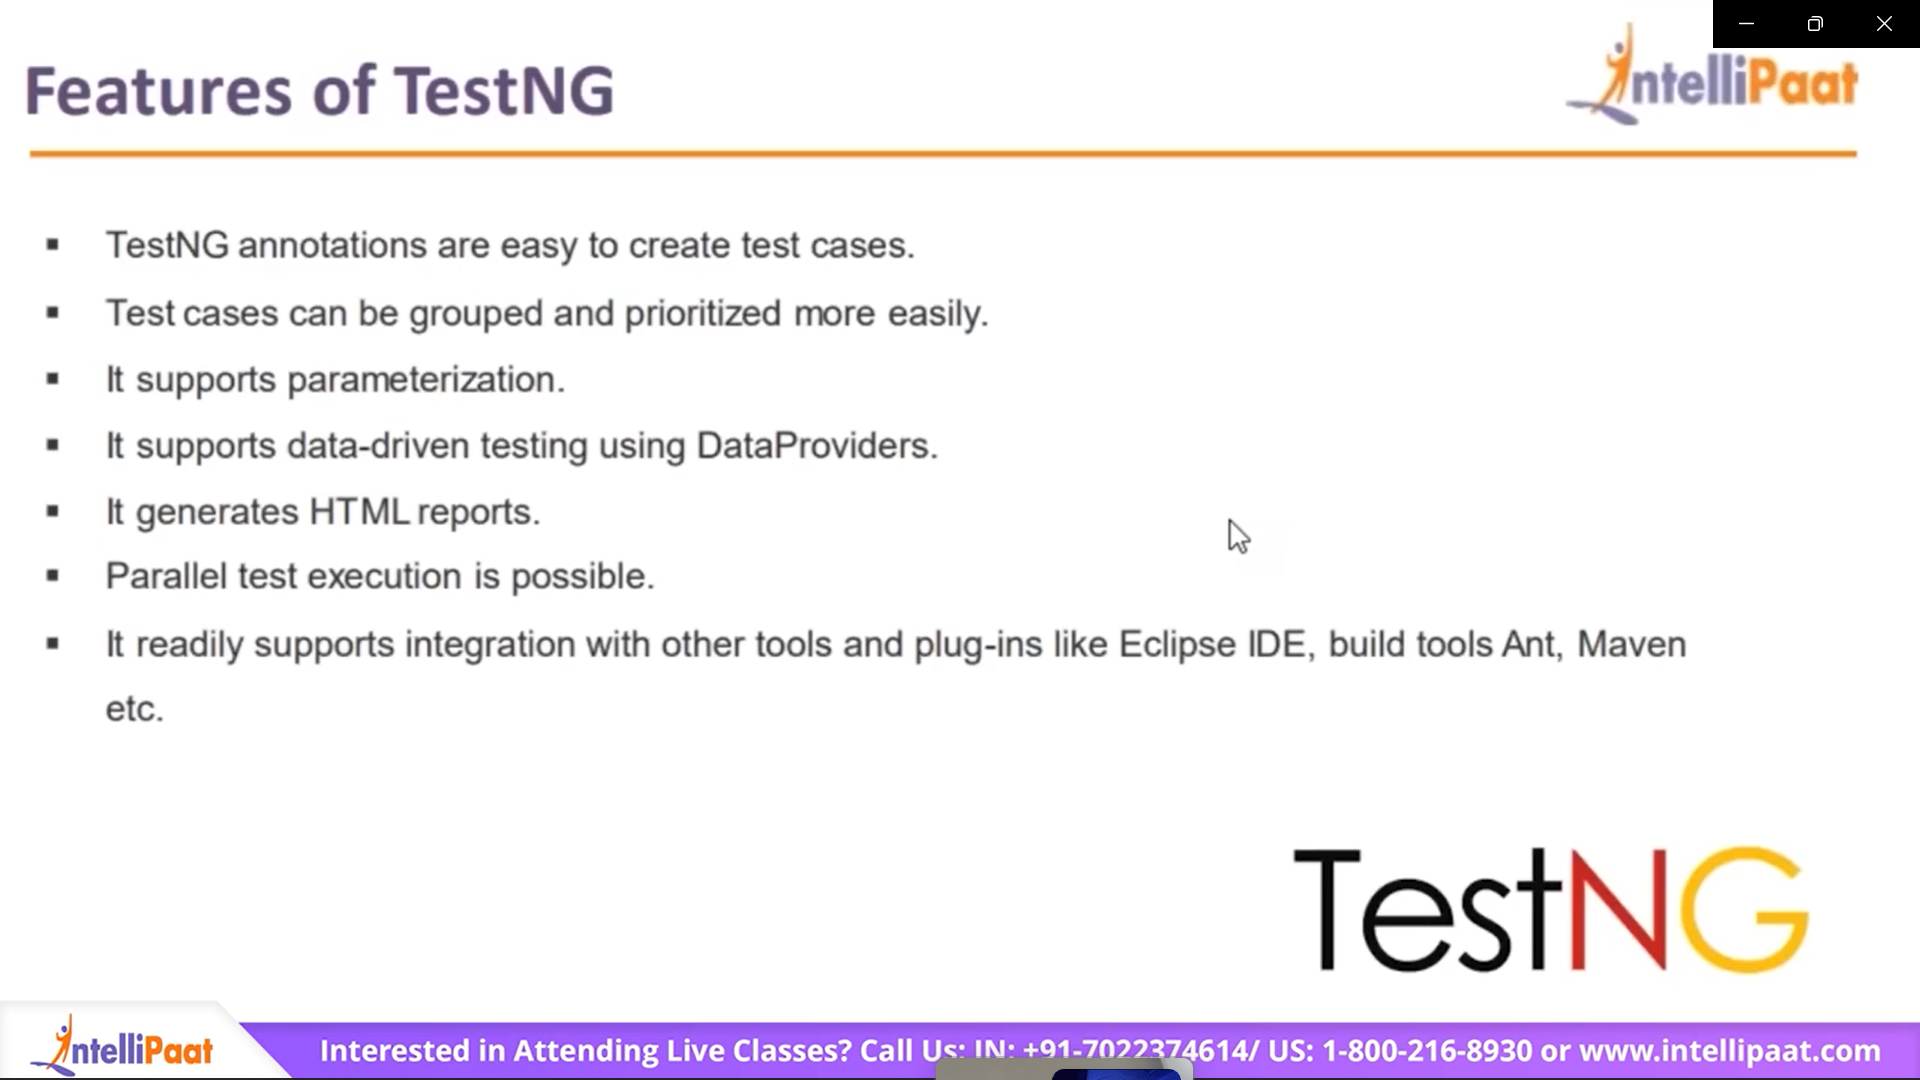 Features of TestNG
IntelliPaat
▪ TestNG annotations are easy to create test cases.
▪ Test cases can be grouped and prioritized more easily.
▪ It supports parameterization.
▪ It supports data-driven testing using DataProviders.
▪ It generates HTML reports.
▪ Parallel test execution is possible.
▪ It readily supports integration with other tools and plug-ins like Eclipse IDE, build tools Ant, Maven
etc.
TestNG
IntelliPaat
Interested in Attending Live Classes? Call Us: IN: +91-7022374614/ US: 1-800-216-8930 or www.intellipaat.com